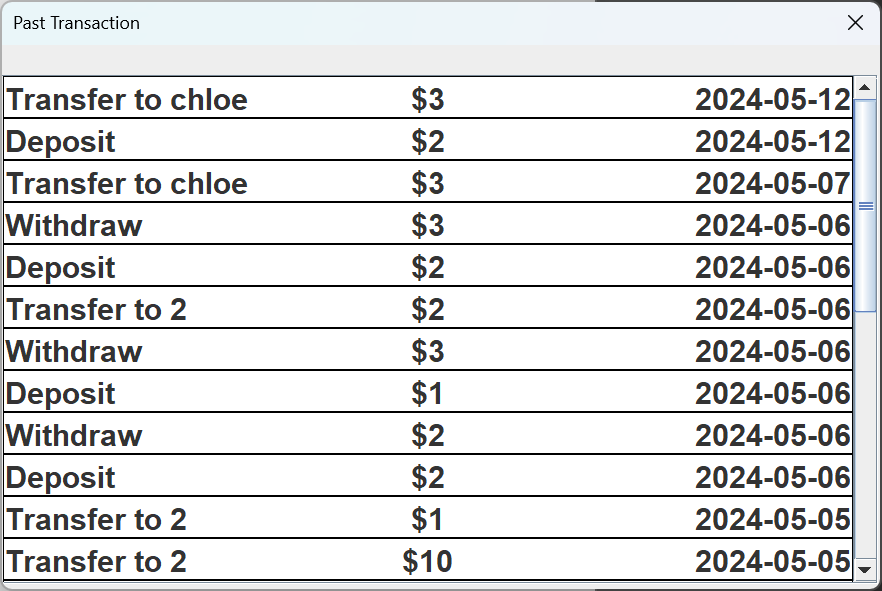 Past Transaction
Transfer to chloe $3 2024-05-12
Deposit $2 2024-05-12
Transfer to chloe $3 2024-05-07
Withdraw $3 2024-05-06
Deposit $2 2024-05-06
Transfer to 2 $2 2024-05-06
Withdraw $3 2024-05-06
Deposit $1 2024-05-06
Withdraw $2 2024-05-06
Deposit $2 2024-05-06
Transfer to 2 $1 2024-05-05
Transfer to 2 $10 2024-05-05